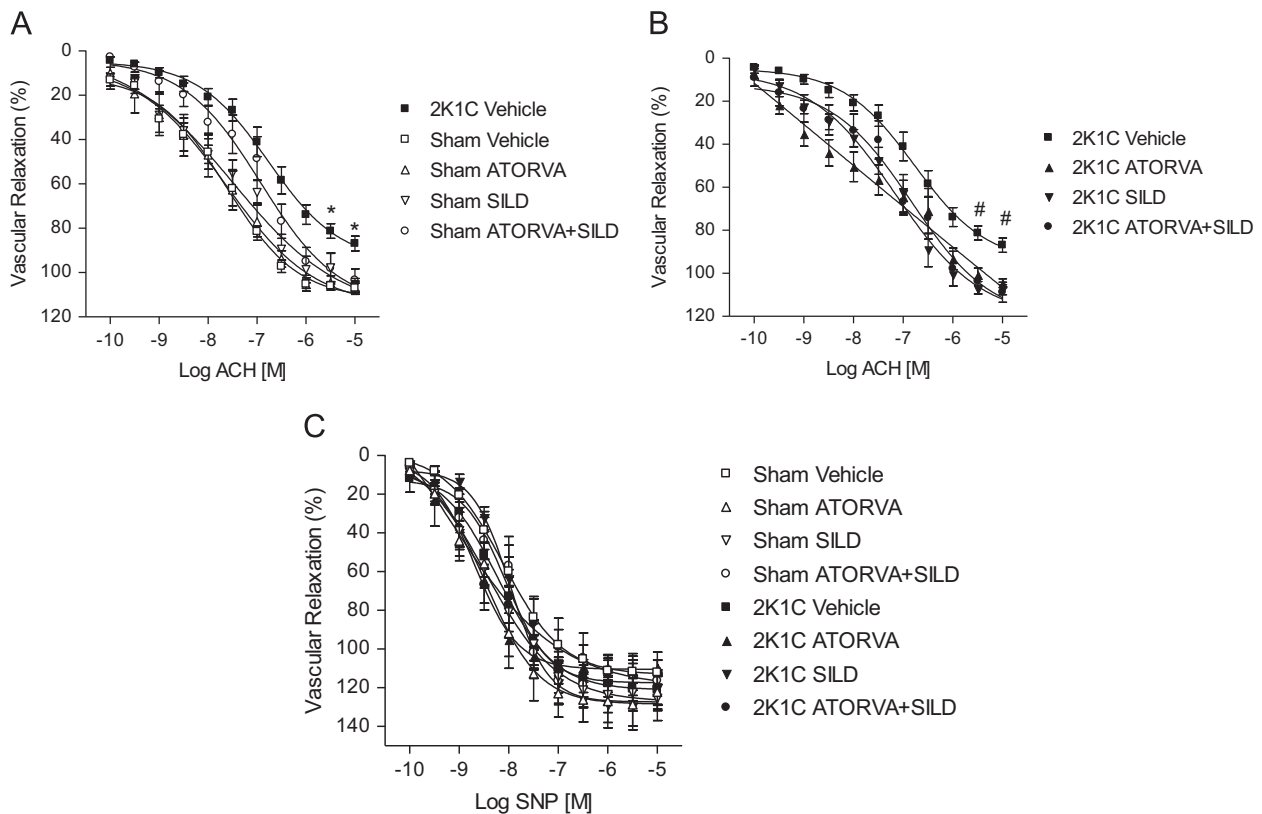 A
Vascular Relaxation (%)
0
20
40
60
80
100
120
* *
-10 -9 -8 -7 -6 -5
Log ACH [M]
2K1C Vehicle
Sham Vehicle
Sham ATORVA
Sham SILD
Sham ATORVA+SILD
B
Vascular Relaxation (%)
0
20
40
60
80
100
120
# #
-10 -9 -8 -7 -6 -5
Log ACH [M]
2K1C Vehicle
2K1C ATORVA
2K1C SILD
2K1C ATORVA+SILD
C
Vascular Relaxation (%)
0
20
40
60
80
100
120
140
-10 -9 -8 -7 -6 -5
Log SNP [M]
Sham Vehicle
Sham ATORVA
Sham SILD
Sham ATORVA+SILD
2K1C Vehicle
2K1C ATORVA
2K1C SILD
2K1C ATORVA+SILD